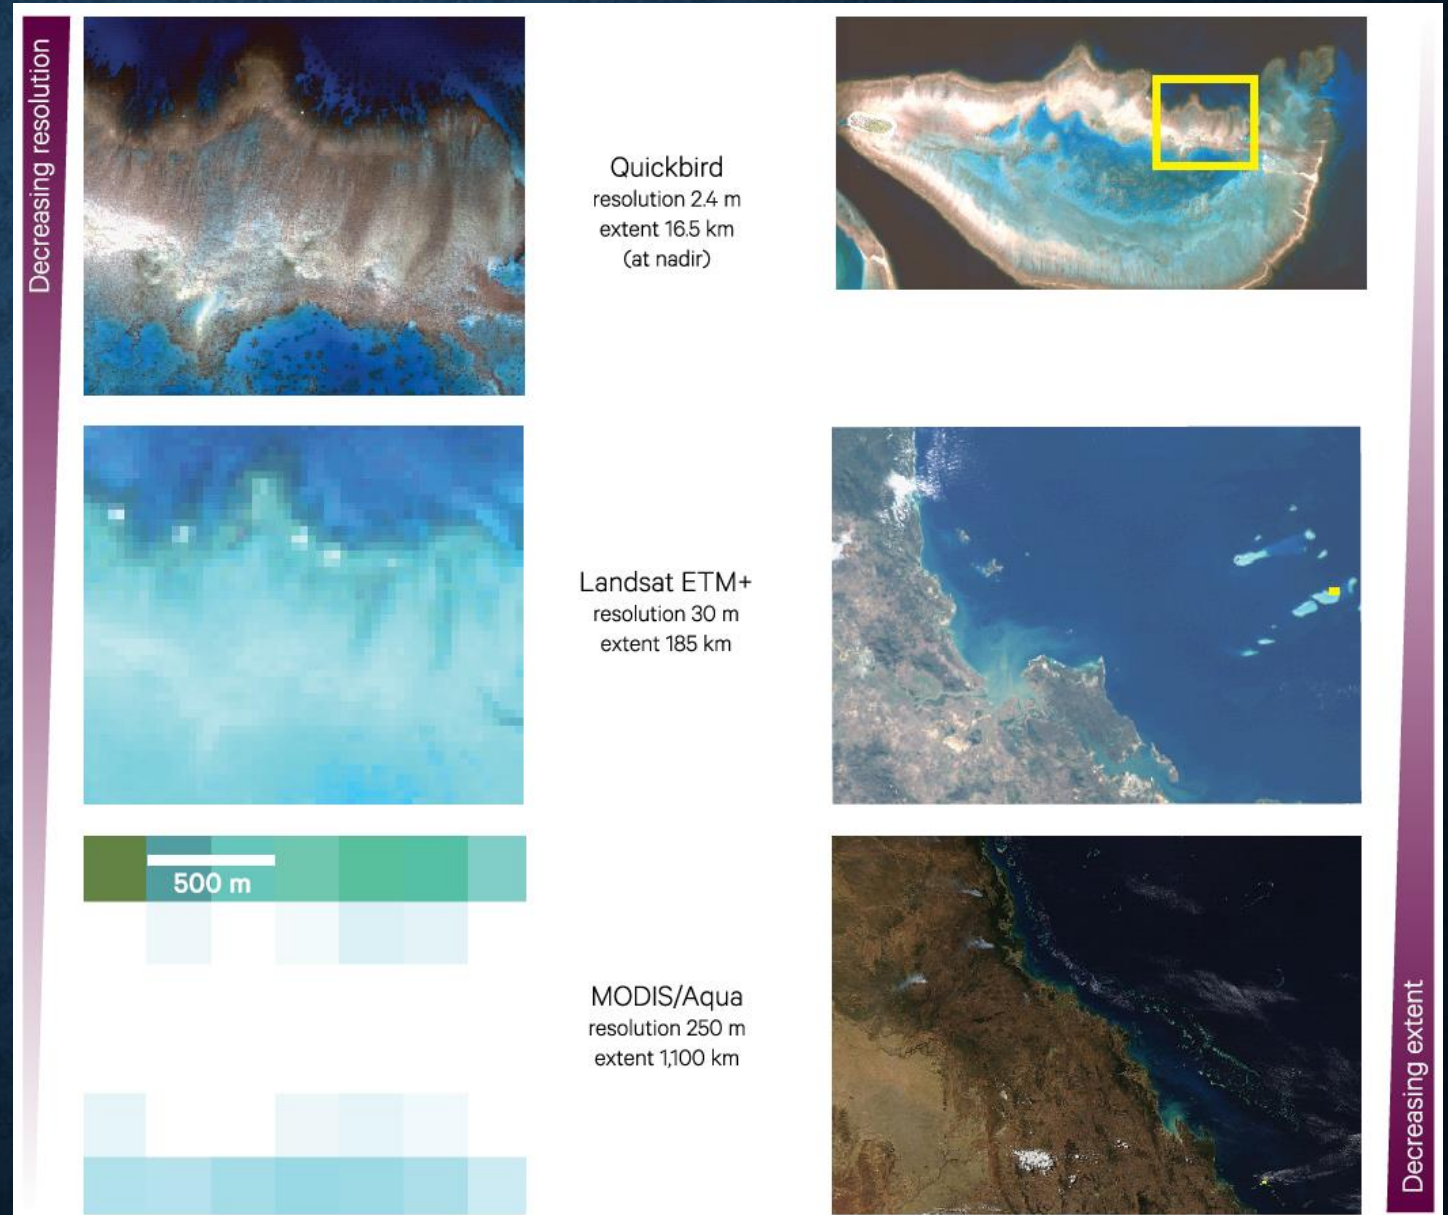 Decreasing resolution
Quickbird
resolution 2.4 m
extent 16.5 km
(at nadir)
Landsat ETM+
resolution 30 m
extent 185 km
500 m
MODIS/Aqua
resolution 250 m
extent 1,100 km
Decreasing extent